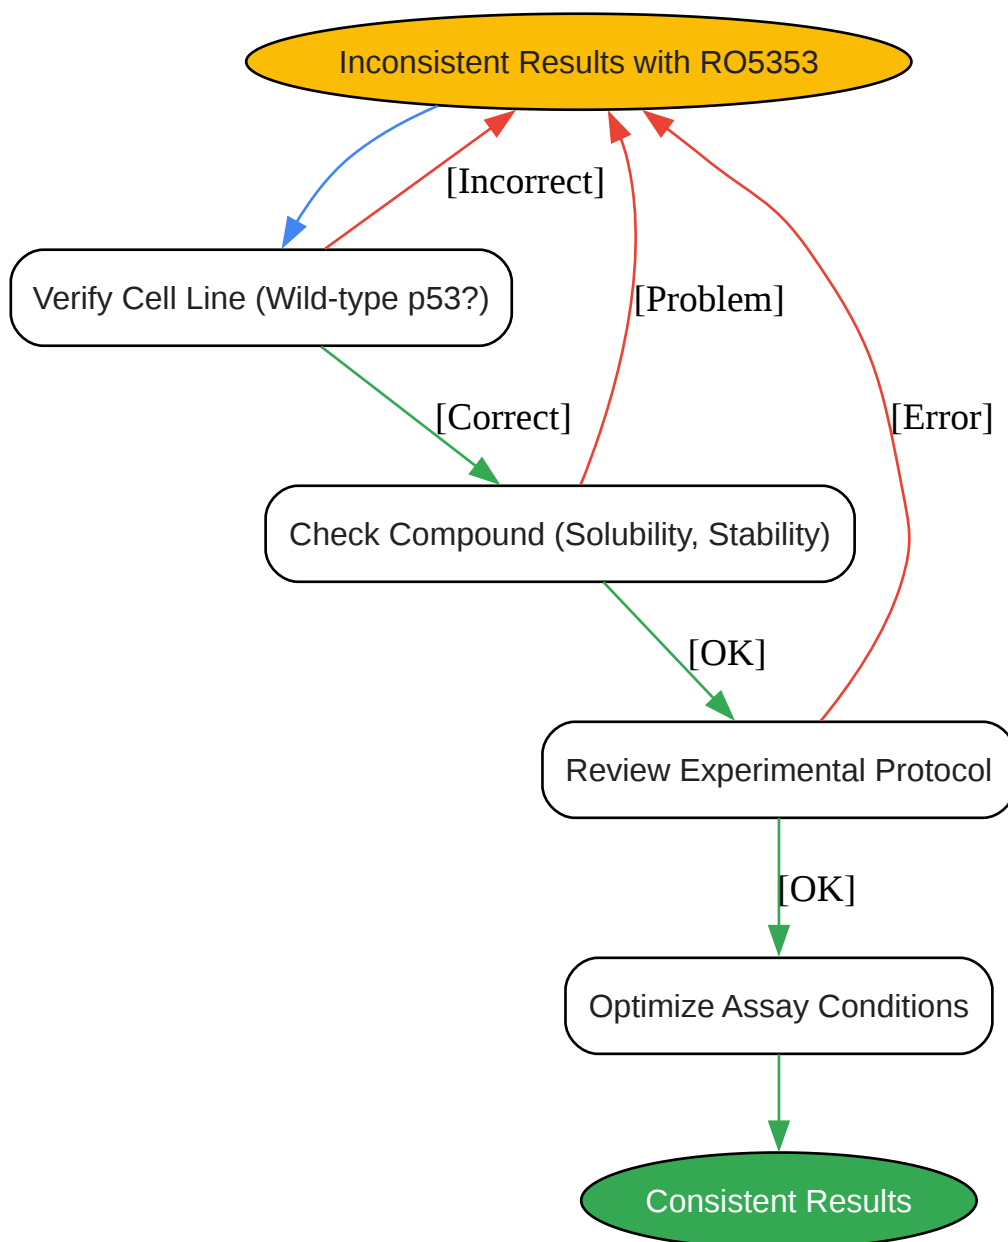 Inconsistent Results with RO5353
[Incorrect]
Verify Cell Line (Wild-type p53?)
[Problem]
[Correct]
[Error]
Check Compound (Solubility, Stability)
[OK]
Review Experimental Protocol
[OK]
Optimize Assay Conditions
Consistent Results